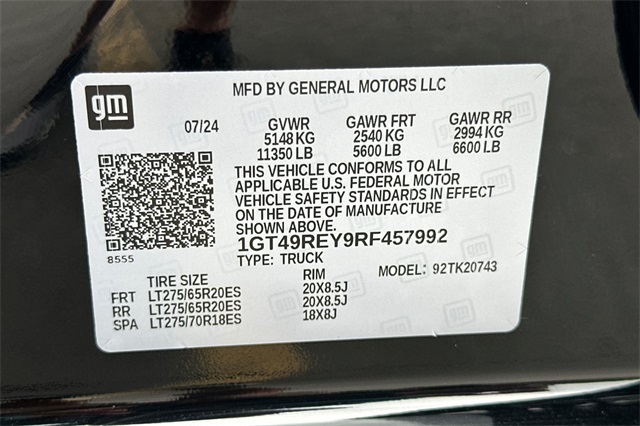 MFD BY GENERAL MOTORS LLC
gm
07/24 GVWR GAWR FRT GAWR RR
5148 KG 2540 KG 2994 KG
11350 LB 5600 LB 6600 LB
THIS VEHICLE CONFORMS TO ALL
APPLICABLE U.S. FEDERAL MOTOR
VEHICLE SAFETY STANDARDS IN EFFECT
ON THE DATE OF MANUFACTURE
SHOWN ABOVE.
1GT49REY9RF457992
8555
TYPE: TRUCK MODEL: 92TK20743
TIRE SIZE RIM
FRT LT275/65R20ES 20X8.5J
RR LT275/65R20ES 20X8.5J
SPA LT275/70R18ES 18X8J